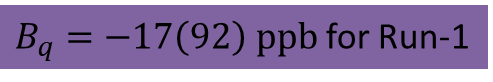 B_q = −17(92) ppb for Run-1